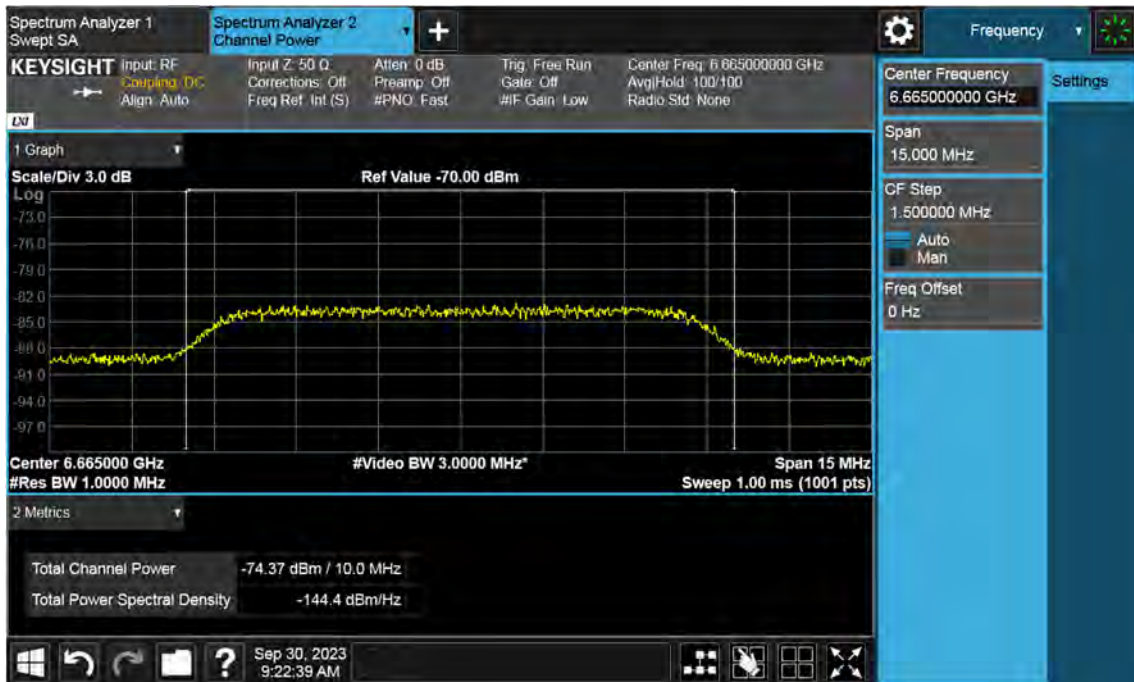 Spectrum Analyzer 1
Swept SA
Spectrum Analyzer 2
Channel Power
+
Frequency
KEYSIGHT
Input: RF
Coupling: DC
Align: Auto
Input Z: 50 Ω
Corrections: Off
Freq Ref: Int (S)
Atten: 0 dB
Preamp: Off
#PNO: Fast
Trig: Free Run
Gate: Off
#IF Gain: Low
Center Freq: 6.665000000 GHz
Avg|Hold: 100/100
Radio Std: None
LXI
Center Frequency
6.665000000 GHz
Settings
Span
15.000 MHz
CF Step
1.500000 MHz
Auto
Man
Freq Offset
0 Hz
1 Graph
Scale/Div 3.0 dB
Ref Value -70.00 dBm
Log
-73.0
-76.0
-79.0
-82.0
-85.0
-88.0
-91.0
-94.0
-97.0
Center 6.665000 GHz
#Video BW 3.0000 MHz*
Span 15 MHz
#Res BW 1.0000 MHz
Sweep 1.00 ms (1001 pts)
2 Metrics
Total Channel Power
-74.37 dBm / 10.0 MHz
Total Power Spectral Density
-144.4 dBm/Hz
?
Sep 30, 2023
9:22:39 AM